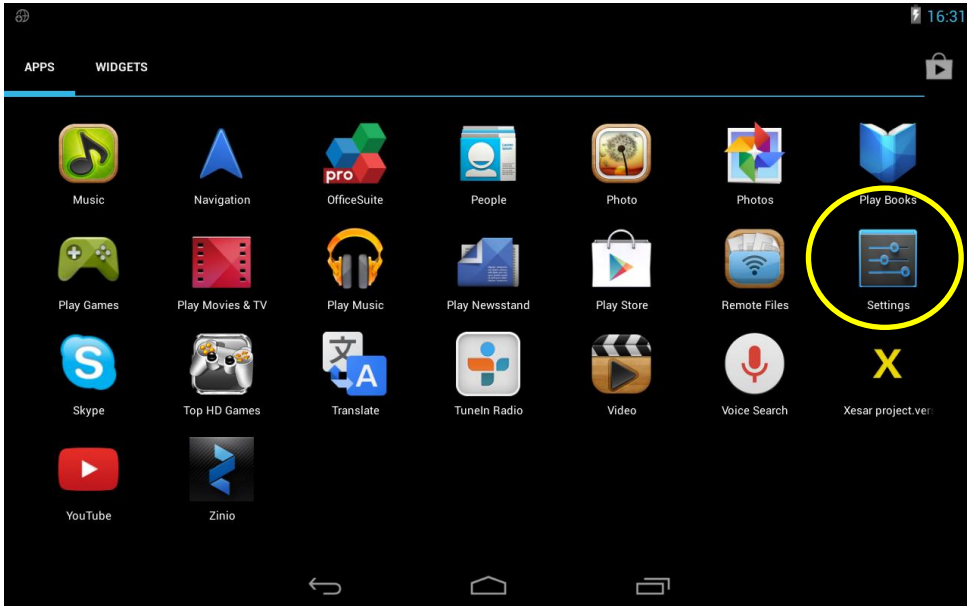 16:31
APPS WIDGETS
pro
Music Navigation OfficeSuite People Photo Photos Play Books
Play Games Play Movies & TV Play Music Play Newsstand Play Store Remote Files Settings
S 文 A X
Skype Top HD Games Translate TuneIn Radio Video Voice Search Xesar project.ver
YouTube Zinio